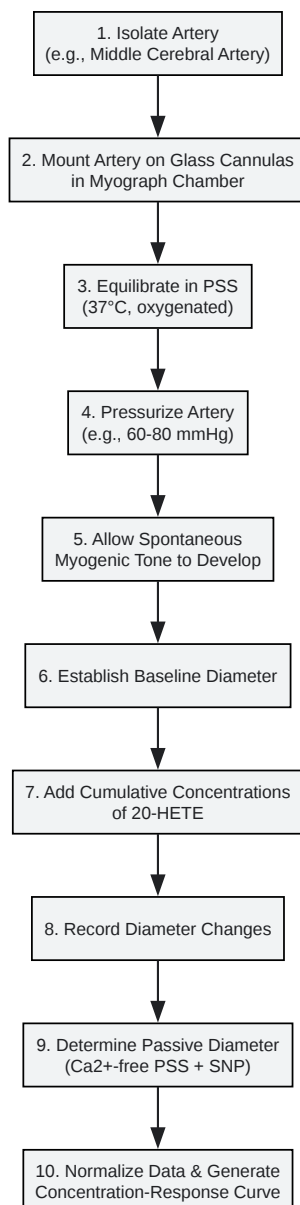 1. Isolate Artery
(e.g., Middle Cerebral Artery)
2. Mount Artery on Glass Cannulas
in Myograph Chamber
3. Equilibrate in PSS
(37°C, oxygenated)
4. Pressurize Artery
(e.g., 60-80 mmHg)
5. Allow Spontaneous
Myogenic Tone to Develop
6. Establish Baseline Diameter
7. Add Cumulative Concentrations
of 20-HETE
8. Record Diameter Changes
9. Determine Passive Diameter
(Ca2+-free PSS + SNP)
10. Normalize Data & Generate
Concentration-Response Curve